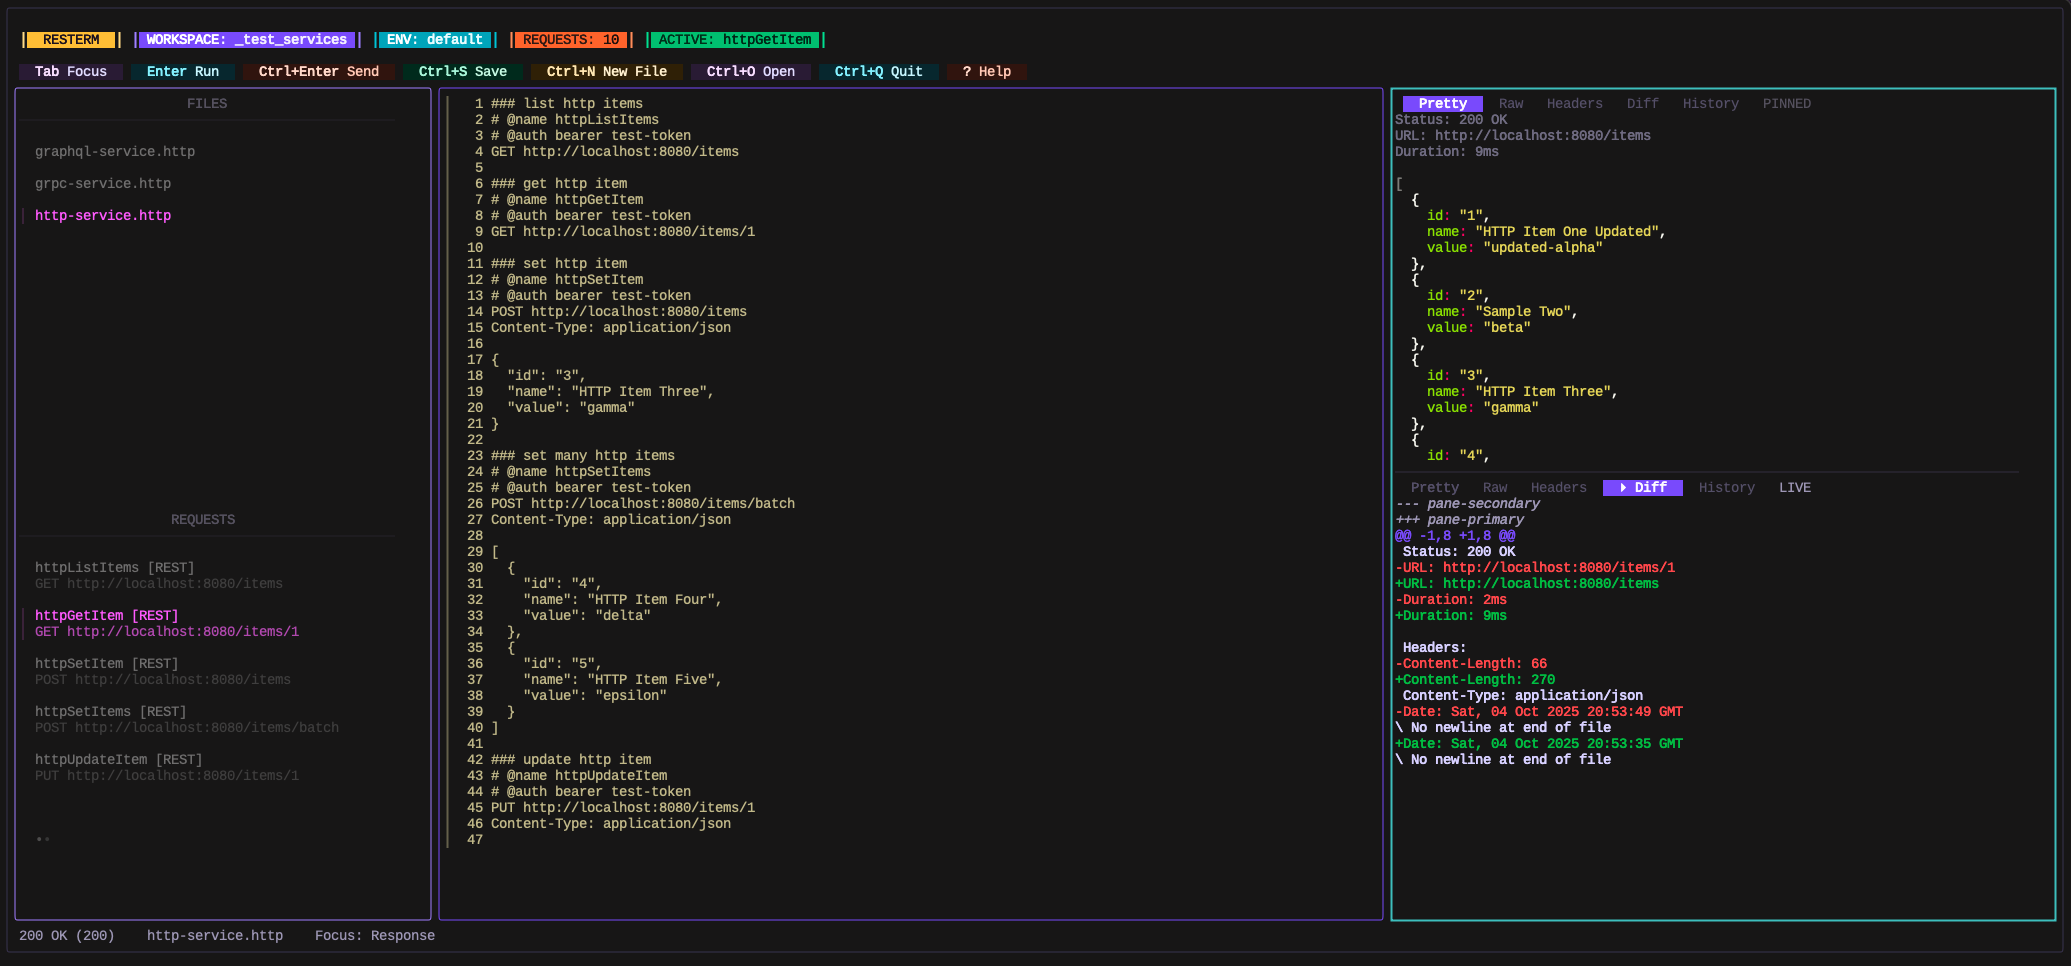 RESTERM WORKSPACE: _test_services ENV: default REQUESTS: 10 ACTIVE: httpGetItem
Tab Focus Enter Run Ctrl+Enter Send Ctrl+S Save Ctrl+N New File Ctrl+O Open Ctrl+Q Quit ? Help
FILES
graphql-service.http
grpc-service.http
http-service.http
REQUESTS
httpListItems [REST]
GET http://localhost:8080/items
httpGetItem [REST]
GET http://localhost:8080/items/1
httpSetItem [REST]
POST http://localhost:8080/items
httpSetItems [REST]
POST http://localhost:8080/items/batch
httpUpdateItem [REST]
PUT http://localhost:8080/items/1
1 ### list http items
2 # @name httpListItems
3 # @auth bearer test-token
4 GET http://localhost:8080/items
5
6 ### get http item
7 # @name httpGetItem
8 # @auth bearer test-token
9 GET http://localhost:8080/items/1
10
11 ### set http item
12 # @name httpSetItem
13 # @auth bearer test-token
14 POST http://localhost:8080/items
15 Content-Type: application/json
16
17 {
18   "id": "3",
19   "name": "HTTP Item Three",
20   "value": "gamma"
21 }
22
23 ### set many http items
24 # @name httpSetItems
25 # @auth bearer test-token
26 POST http://localhost:8080/items/batch
27 Content-Type: application/json
28
29 [
30   {
31     "id": "4",
32     "name": "HTTP Item Four",
33     "value": "delta"
34   },
35   {
36     "id": "5",
37     "name": "HTTP Item Five",
38     "value": "epsilon"
39   }
40 ]
41
42 ### update http item
43 # @name httpUpdateItem
44 # @auth bearer test-token
45 PUT http://localhost:8080/items/1
46 Content-Type: application/json
47
Pretty Raw Headers Diff History PINNED
Status: 200 OK
URL: http://localhost:8080/items
Duration: 9ms
[
  {
    id: "1",
    name: "HTTP Item One Updated",
    value: "updated-alpha"
  },
  {
    id: "2",
    name: "Sample Two",
    value: "beta"
  },
  {
    id: "3",
    name: "HTTP Item Three",
    value: "gamma"
  },
  {
    id: "4",
Pretty Raw Headers Diff History LIVE
--- pane-secondary
+++ pane-primary
@@ -1,8 +1,8 @@
 Status: 200 OK
-URL: http://localhost:8080/items/1
+URL: http://localhost:8080/items
-Duration: 2ms
+Duration: 9ms
 Headers:
-Content-Length: 66
+Content-Length: 270
 Content-Type: application/json
-Date: Sat, 04 Oct 2025 20:53:49 GMT
\ No newline at end of file
+Date: Sat, 04 Oct 2025 20:53:35 GMT
\ No newline at end of file
200 OK (200) http-service.http Focus: Response